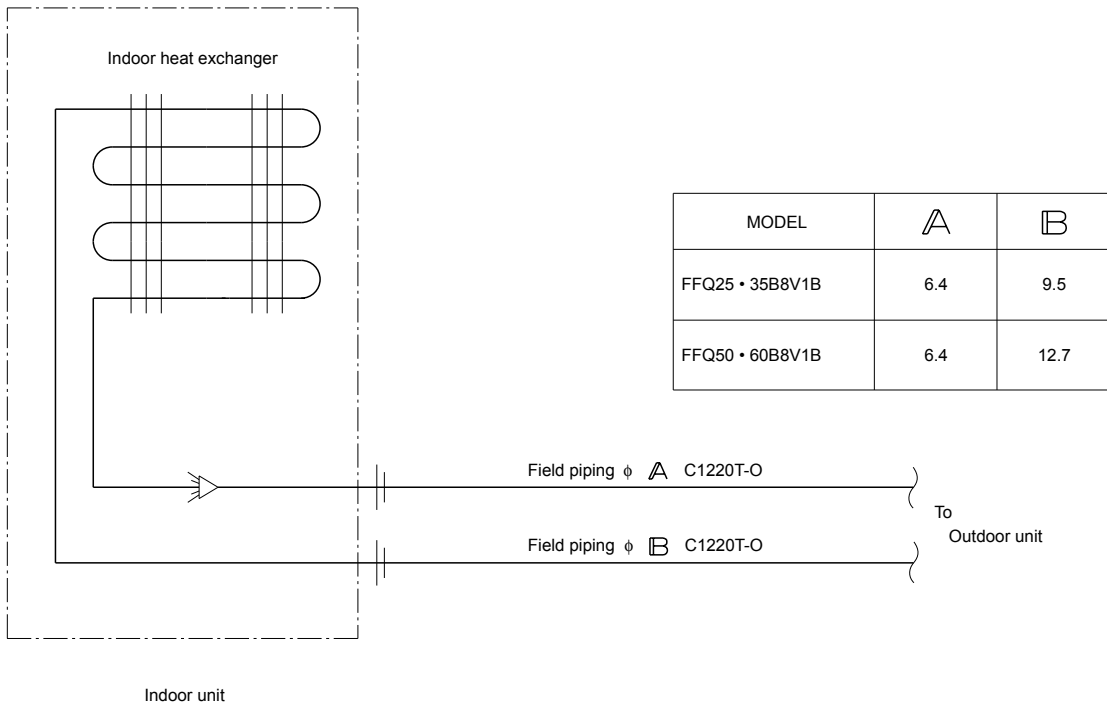 Indoor heat exchanger
MODEL A B
FFQ25 • 35B8V1B 6.4 9.5
FFQ50 • 60B8V1B 6.4 12.7
Field piping ϕ A C1220T-O
To
Outdoor unit
Field piping ϕ B C1220T-O
Indoor unit